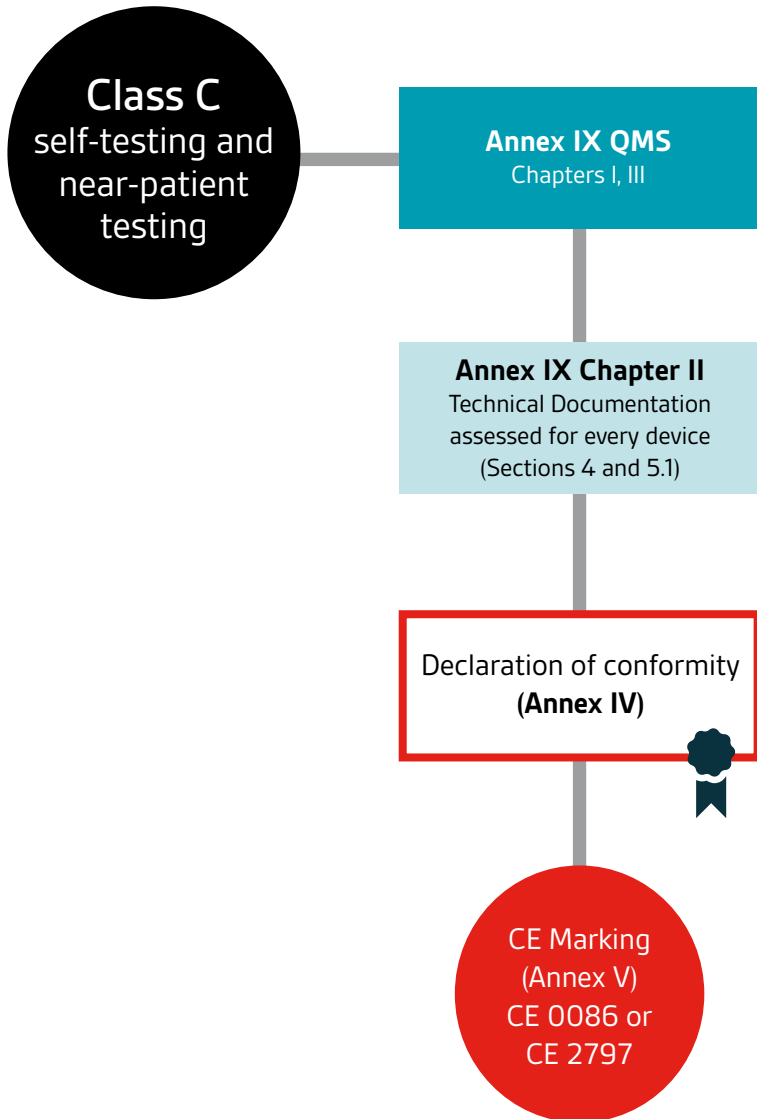 Class C
self-testing and
near-patient
testing
Annex IX QMS
Chapters I, III
Annex IX Chapter II
Technical Documentation
assessed for every device
(Sections 4 and 5.1)
Declaration of conformity
(Annex IV)
CE Marking
(Annex V)
CE 0086 or
CE 2797